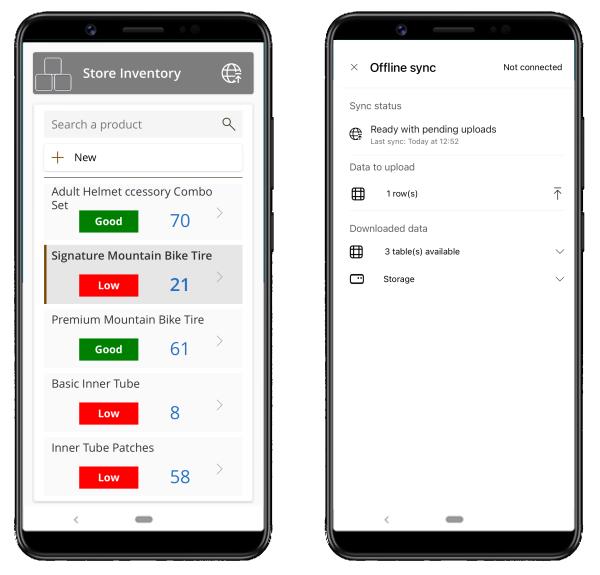 Store Inventory
Search a product
New
Adult Helmet ccessory Combo
Set
Good 70
Signature Mountain Bike Tire
Low 21
Premium Mountain Bike Tire
Good 61
Basic Inner Tube
Low 8
Inner Tube Patches
Low 58
Offline sync Not connected
Sync status
Ready with pending uploads
Last sync: Today at 12:52
Data to upload
1 row(s)
Downloaded data
3 table(s) available
Storage